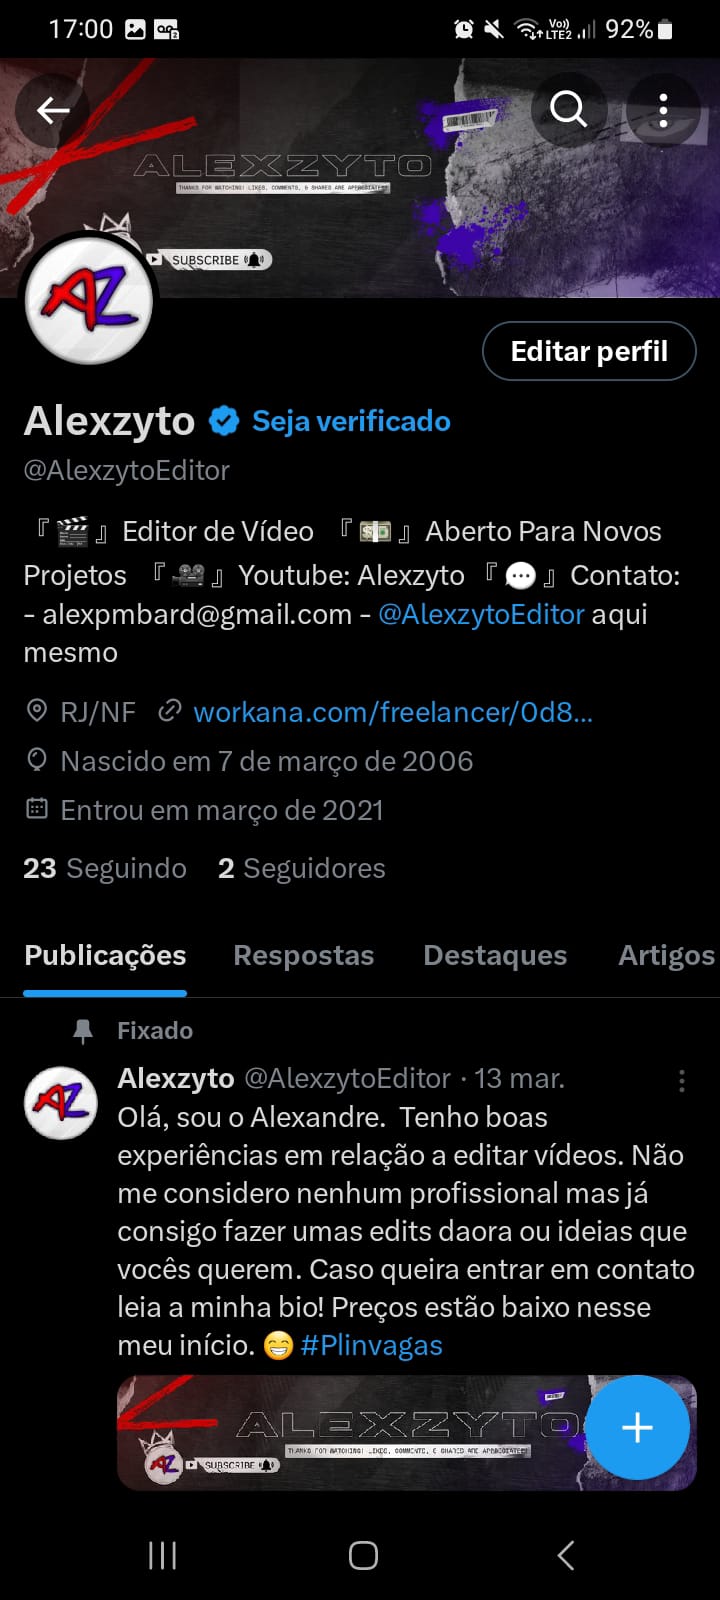 17:00
Vo))
LTE2
92%
ALEXZYTO
THANKS FOR WATCHING! LIKES, COMMENTS, & SHARES ARE APPRECIATED!
SUBSCRIBE
AZ
Editar perfil
Alexzyto Seja verificado
@AlexzytoEditor
『🎬』Editor de Vídeo 『💵』Aberto Para Novos
Projetos 『🎥』Youtube: Alexzyto『💬』Contato:
- alexpmbard@gmail.com - @AlexzytoEditor aqui
mesmo
RJ/NF workana.com/freelancer/0d8...
Nascido em 7 de março de 2006
Entrou em março de 2021
23 Seguindo 2 Seguidores
Publicações Respostas Destaques Artigos
Fixado
AZ
Alexzyto @AlexzytoEditor · 13 mar.
Olá, sou o Alexandre. Tenho boas
experiências em relação a editar vídeos. Não
me considero nenhum profissional mas já
consigo fazer umas edits daora ou ideias que
vocês querem. Caso queira entrar em contato
leia a minha bio! Preços estão baixo nesse
meu início. 😁 #Plinvagas
ALEXZYTO
THANKS FOR WATCHING! LIKES, COMMENTS, & SHARES ARE APPRECIATED!
AZ
SUBSCRIBE